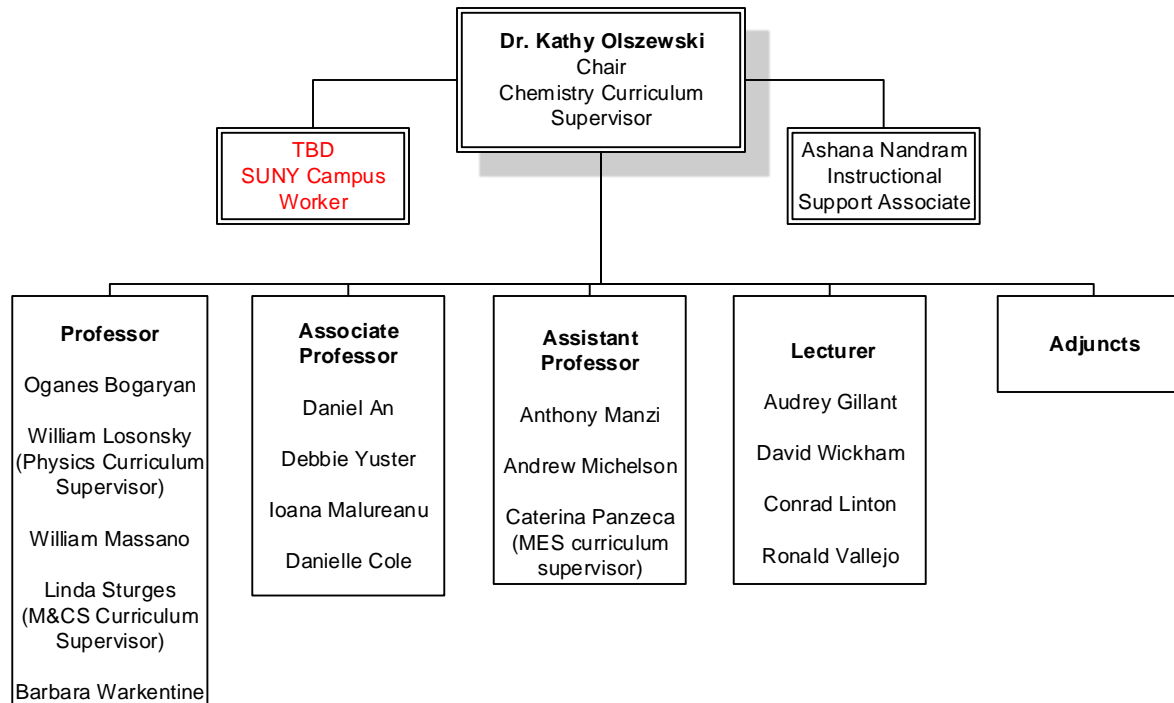 Dr. Kathy Olszewski
Chair
Chemistry Curriculum
Supervisor
TBD
SUNY Campus
Worker
Ashana Nandram
Instructional
Support Associate
Professor
Oganes Bogaryan
William Losonsky
(Physics Curriculum
Supervisor)
William Massano
Linda Sturges
(M&CS Curriculum
Supervisor)
Barbara Warkentine
Associate
Professor
Daniel An
Debbie Yuster
Ioana Malureanu
Danielle Cole
Assistant
Professor
Anthony Manzi
Andrew Michelson
Caterina Panzeca
(MES curriculum
supervisor)
Lecturer
Audrey Gillant
David Wickham
Conrad Linton
Ronald Vallejo
Adjuncts